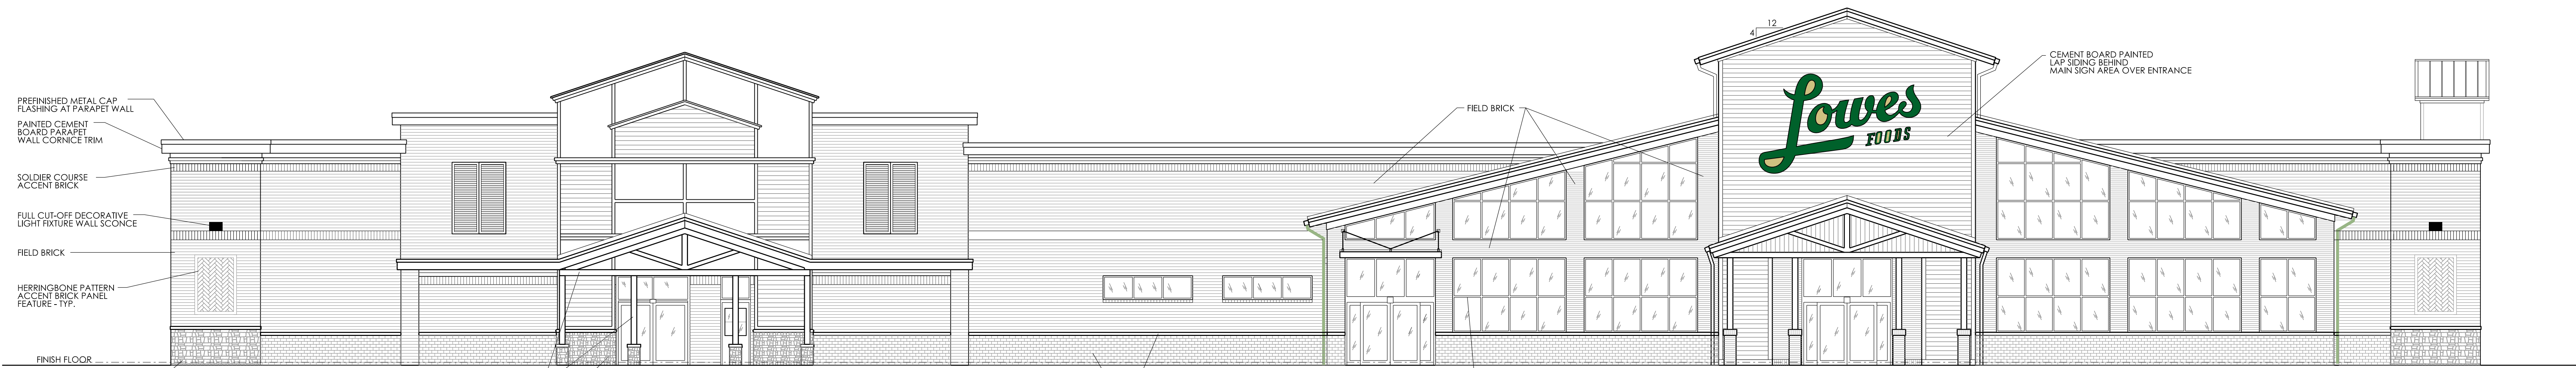 PREFINISHED METAL CAP
FLASHING AT PARAPET WALL
PAINTED CEMENT
BOARD PARAPET
WALL CORNICE TRIM
SOLDIER COURSE
ACCENT BRICK
FULL CUT-OFF DECORATIVE
LIGHT FIXTURE WALL SCONCE
FIELD BRICK
HERRINGBONE PATTERN
ACCENT BRICK PANEL
FEATURE - TYP.
FINISH FLOOR
FIELD BRICK
12
4
Lowes
FOODS
CEMENT BOARD PAINTED
LAP SIDING BEHIND
MAIN SIGN AREA OVER ENTRANCE